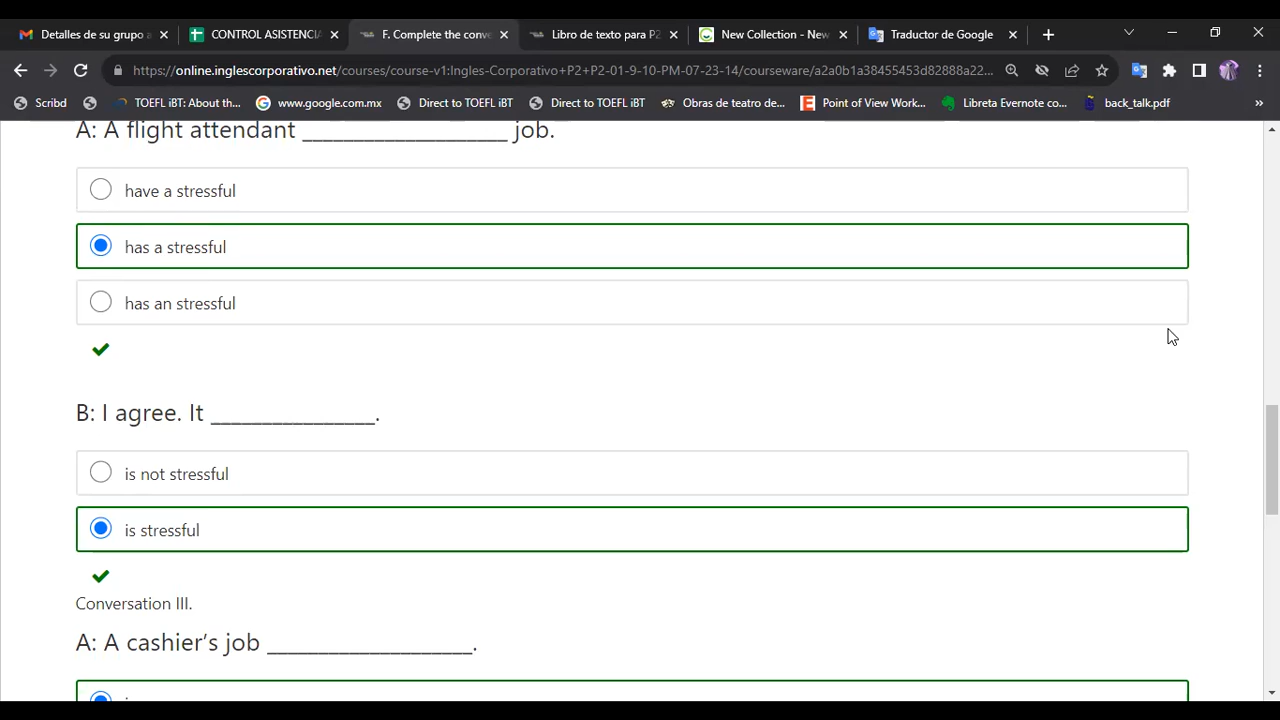 Detalles de su grupo a
CONTROL ASISTENCIA
F. Complete the conve
Libro de texto para P2
New Collection - New
Traductor de Google
https://online.inglescorporativo.net/courses/course-v1:Ingles-Corporativo+P2+P2-01-9-10-PM-07-23-14/courseware/a2a0b1a38455453d82888a22...
Scribd
TOEFL iBT: About th...
www.google.com.mx
Direct to TOEFL iBT
Direct to TOEFL iBT
Obras de teatro de...
Point of View Work...
Libreta Evernote co...
back_talk.pdf
»
A: A flight attendant ___________________ job.
have a stressful
has a stressful
has an stressful
B: I agree. It _______________.
is not stressful
is stressful
Conversation III.
A: A cashier’s job ___________________.